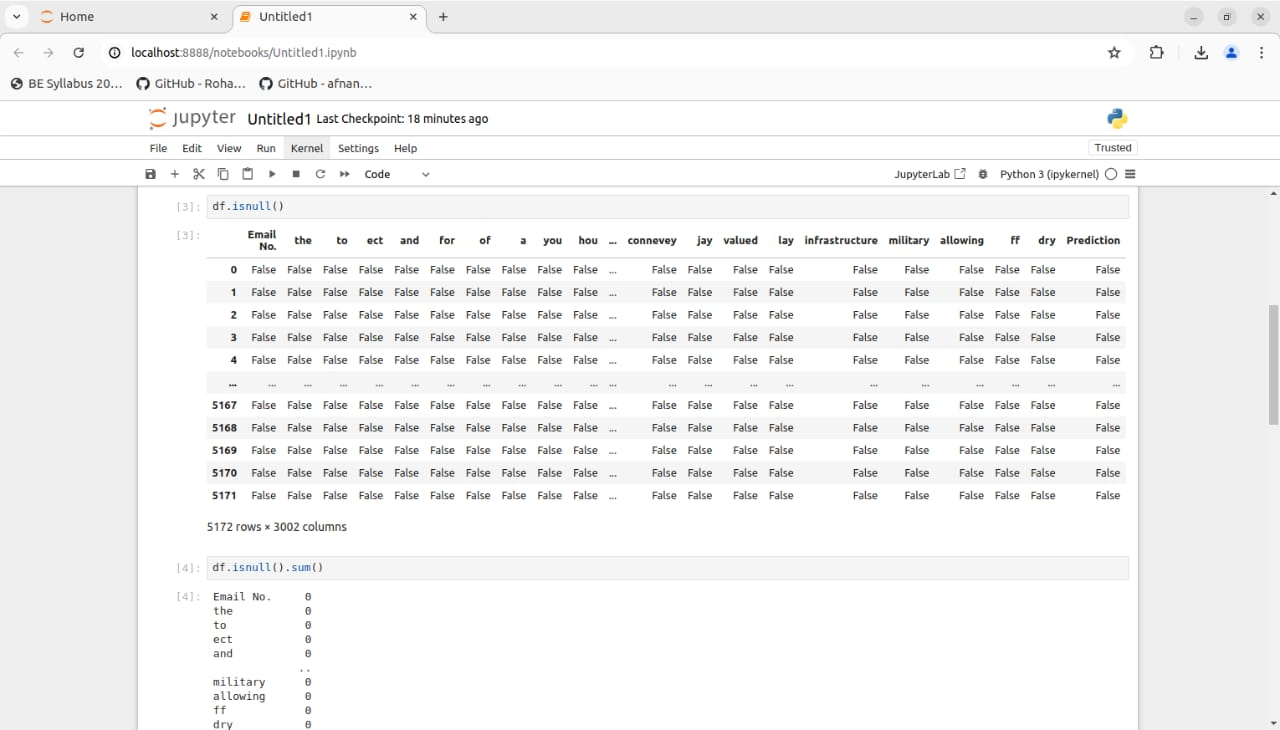 Home
Untitled1
localhost:8888/notebooks/Untitled1.ipynb
BE Syllabus 20... GitHub - Roha... GitHub - afnan...
jupyter Untitled1 Last Checkpoint: 18 minutes ago
File Edit View Run Kernel Settings Help Trusted
Code JupyterLab Python 3 (ipykernel)
[3]: df.isnull()
[3]: Email No. the to ect and for of a you hou ... connevey jay valued lay infrastructure military allowing ff dry Prediction
0 False False False False False False False False False False ... False False False False False False False False False False
1 False False False False False False False False False False ... False False False False False False False False False False
2 False False False False False False False False False False ... False False False False False False False False False False
3 False False False False False False False False False False ... False False False False False False False False False False
4 False False False False False False False False False False ... False False False False False False False False False False
... ... ... ... ... ... ... ... ... ... ... ... ... ... ... ... ... ... ... ... ... ...
5167 False False False False False False False False False False ... False False False False False False False False False False
5168 False False False False False False False False False False ... False False False False False False False False False False
5169 False False False False False False False False False False ... False False False False False False False False False False
5170 False False False False False False False False False False ... False False False False False False False False False False
5171 False False False False False False False False False False ... False False False False False False False False False False
5172 rows × 3002 columns
[4]: df.isnull().sum()
[4]: Email No. 0
the 0
to 0
ect 0
and 0
..
military 0
allowing 0
ff 0
dry 0